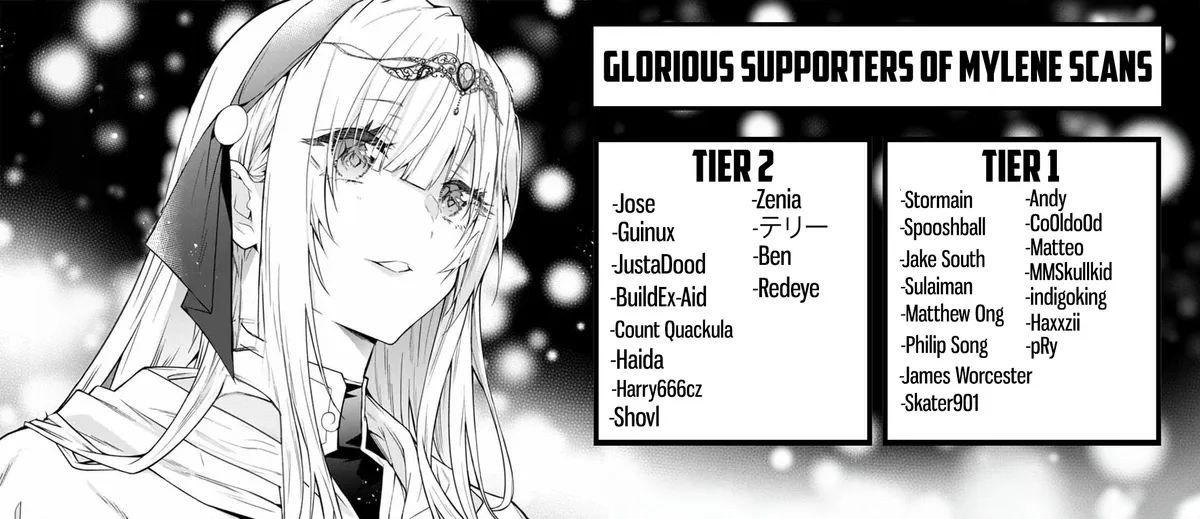 GLORIOUS SUPPORTERS OF MYLENE SCANS
TIER 2
-Jose
-Guinux
-JustaDood
-BuildEx-Aid
-Count Quackula
-Haida
-Harry666cz
-Shovl
-Zenia
-テリー
-Ben
-Redeye
TIER 1
-Stormain
-Spooshball
-Jake South
-Sulaiman
-Matthew Ong
-Philip Song
-James Worcester
-Skater901
-Andy
-Co0ldo0d
-Matteo
-MMSkullkid
-indigoking
-Haxxzii
-pRy